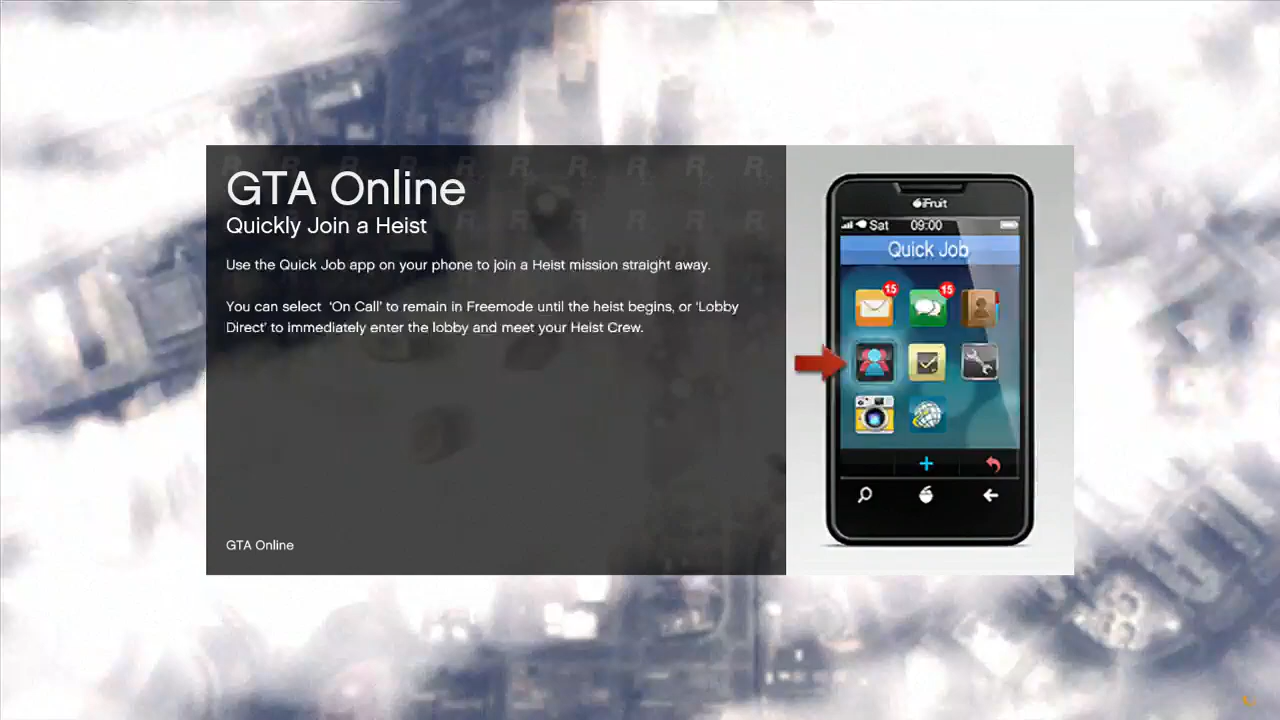 GTA Online
Quickly Join a Heist
Use the Quick Job app on your phone to join a Heist mission straight away.
You can select 'On Call' to remain in Freemode until the heist begins, or 'Lobby
Direct' to immediately enter the lobby and meet your Heist Crew.
GTA Online
iFruit
Sat 09:00
Quick Job
15 15